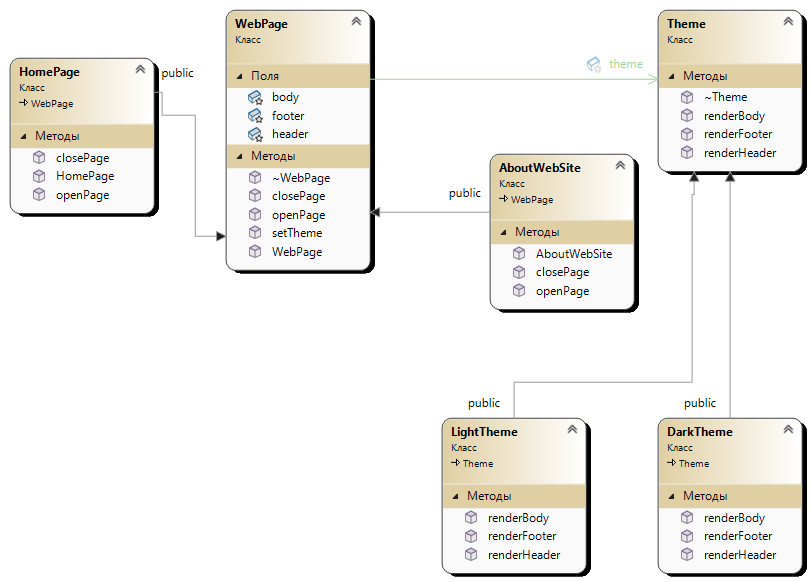 HomePage
Класс
WebPage
Методы
closePage
HomePage
openPage
public
WebPage
Класс
Поля
body
footer
header
Методы
~WebPage
closePage
openPage
setTheme
WebPage
theme
Theme
Класс
Методы
~Theme
renderBody
renderFooter
renderHeader
public
AboutWebSite
Класс
WebPage
Методы
AboutWebSite
closePage
openPage
public
LightTheme
Класс
Theme
Методы
renderBody
renderFooter
renderHeader
public
DarkTheme
Класс
Theme
Методы
renderBody
renderFooter
renderHeader